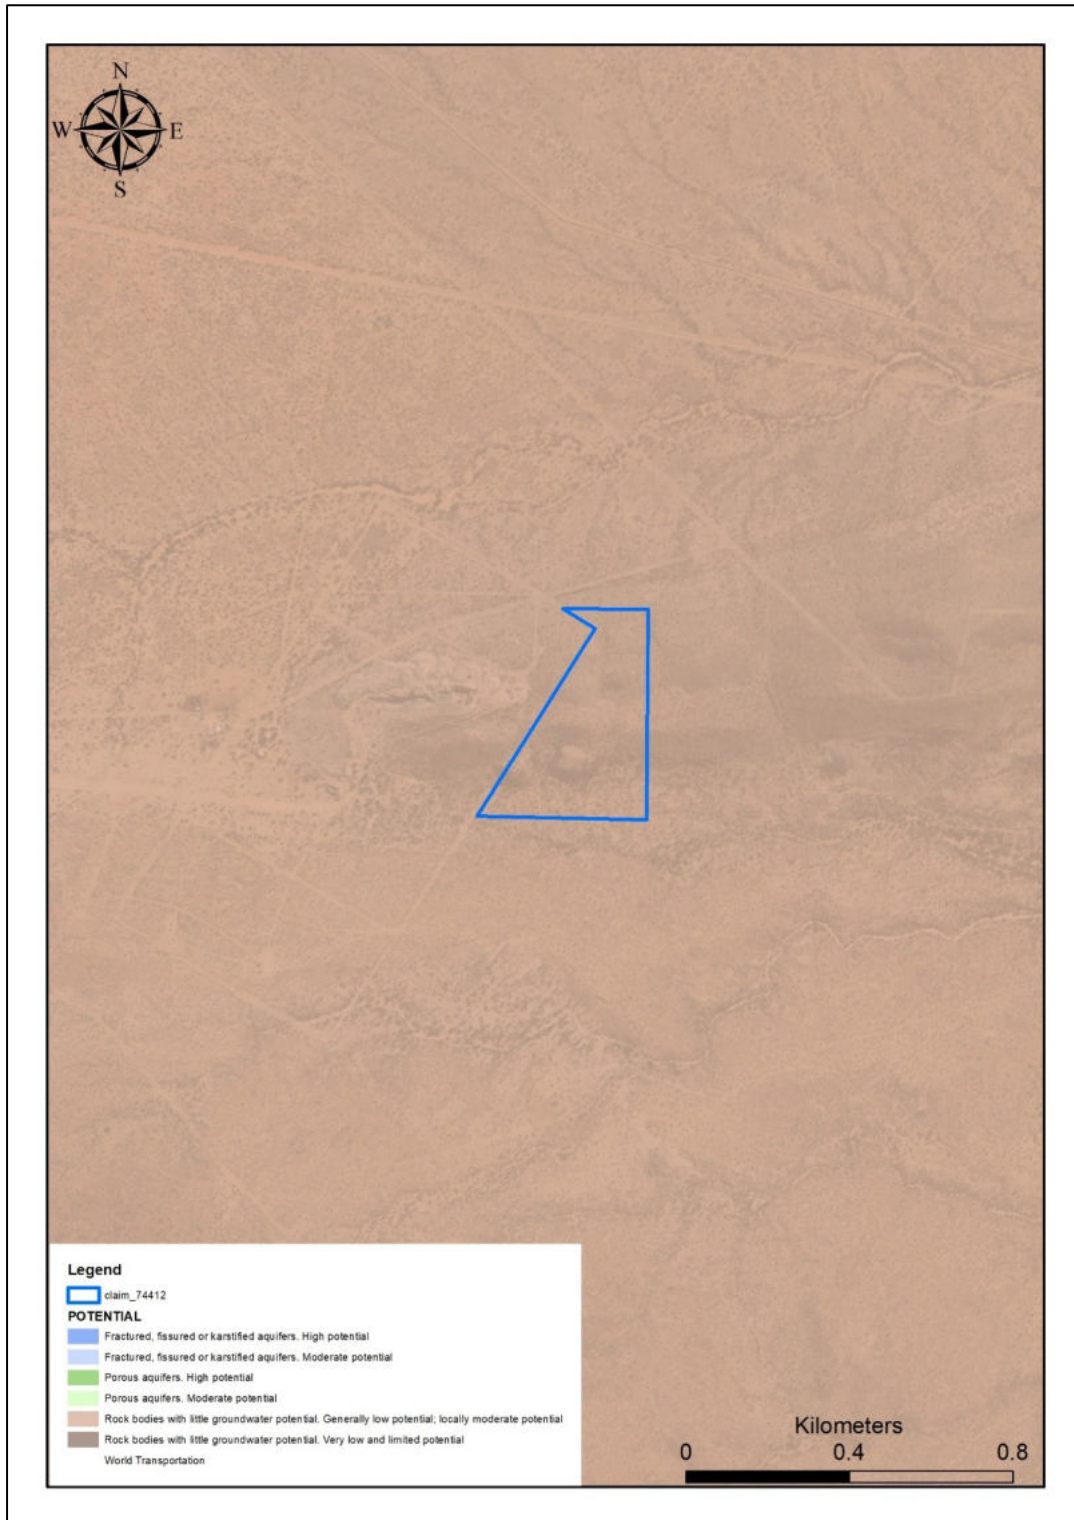 N
W E
S
Legend
claim_74412
POTENTIAL
Fractured, fissured or karstified aquifers. High potential
Fractured, fissured or karstified aquifers. Moderate potential
Porous aquifers. High potential
Porous aquifers. Moderate potential
Rock bodies with little groundwater potential. Generally low potential; locally moderate potential
Rock bodies with little groundwater potential. Very low and limited potential
World Transportation
Kilometers
0 0.4 0.8